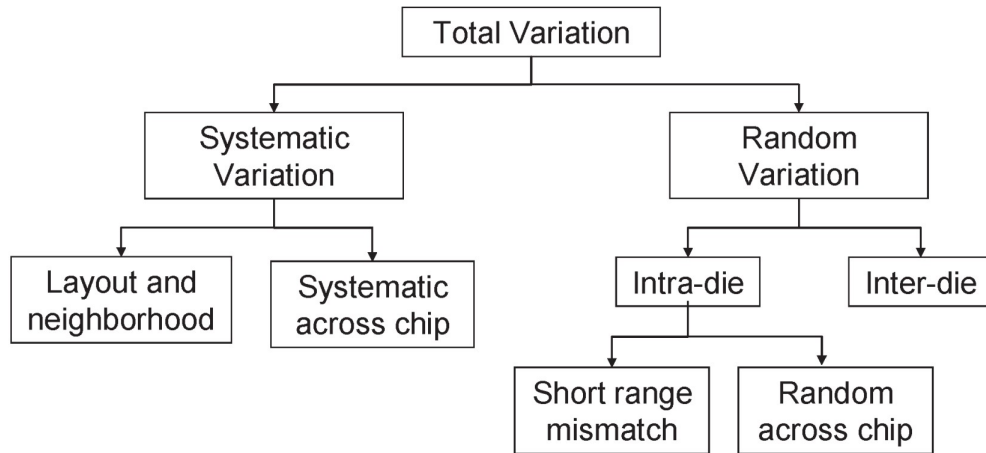 Total Variation
Systematic
Variation
Random
Variation
Layout and
neighborhood
Systematic
across chip
Intra-die
Inter-die
Short range
mismatch
Random
across chip